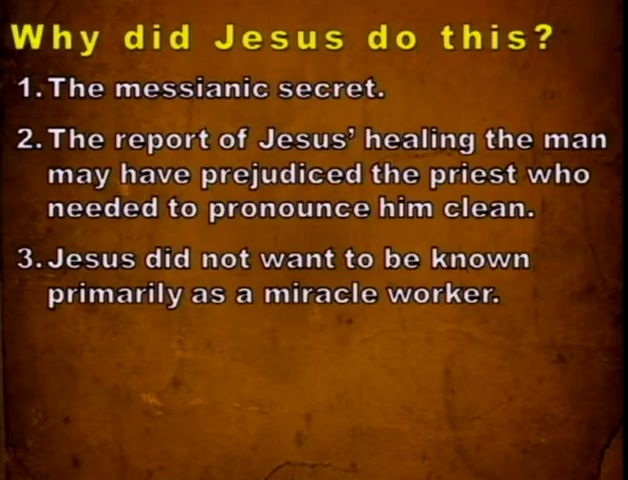 Why did Jesus do this?
1. The messianic secret.
2. The report of Jesus' healing the man
may have prejudiced the priest who
needed to pronounce him clean.
3. Jesus did not want to be known
primarily as a miracle worker.